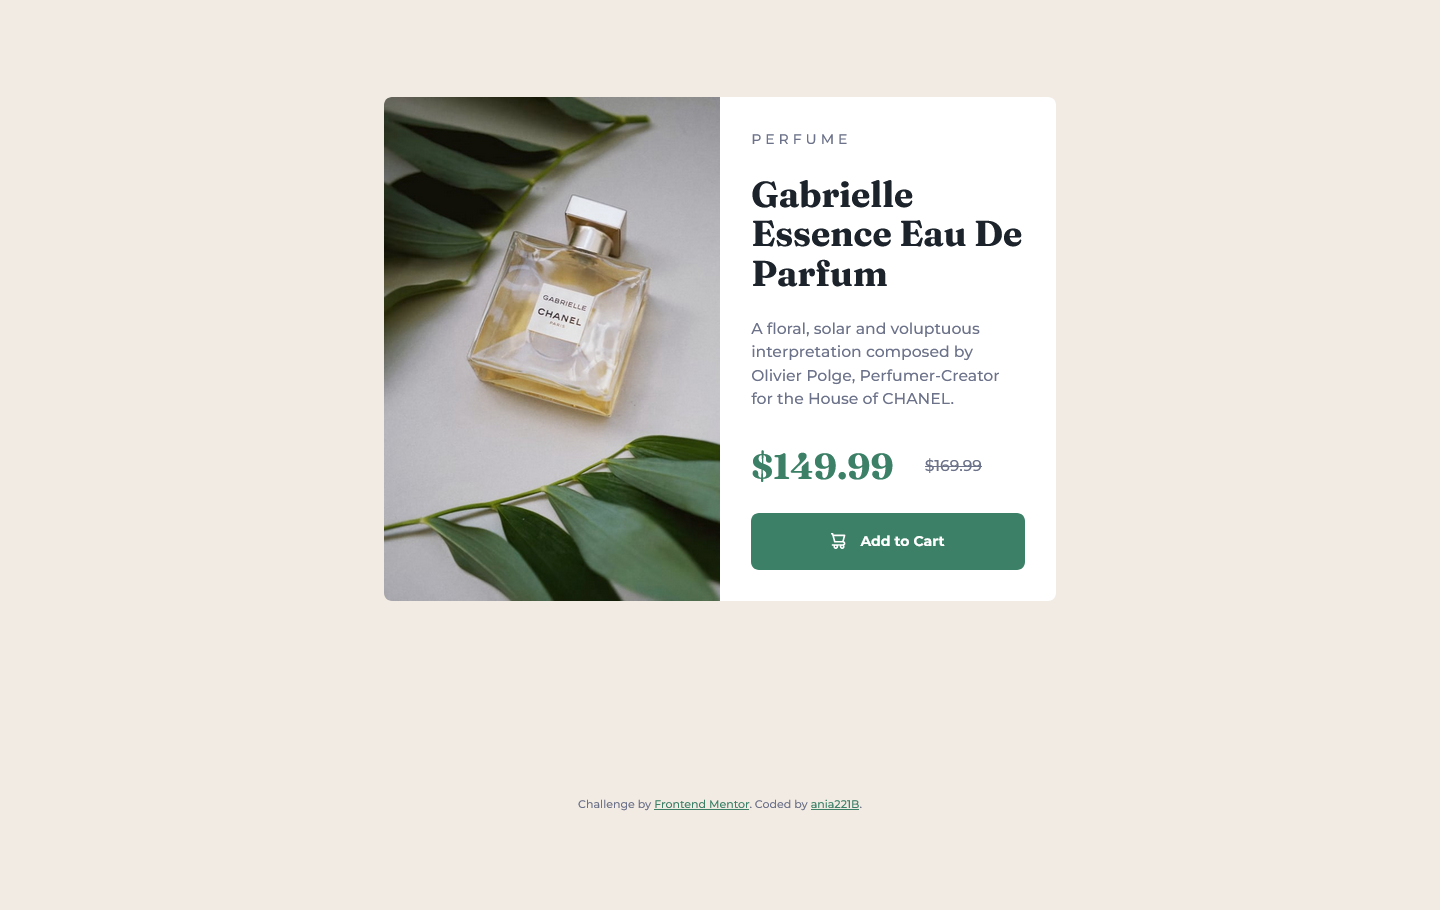 GABRIELLE
CHANEL
PARIS
PERFUME
Gabrielle
Essence Eau De
Parfum
A floral, solar and voluptuous
interpretation composed by
Olivier Polge, Perfumer-Creator
for the House of CHANEL.
$149.99 $169.99
Add to Cart
Challenge by Frontend Mentor. Coded by ania221B.